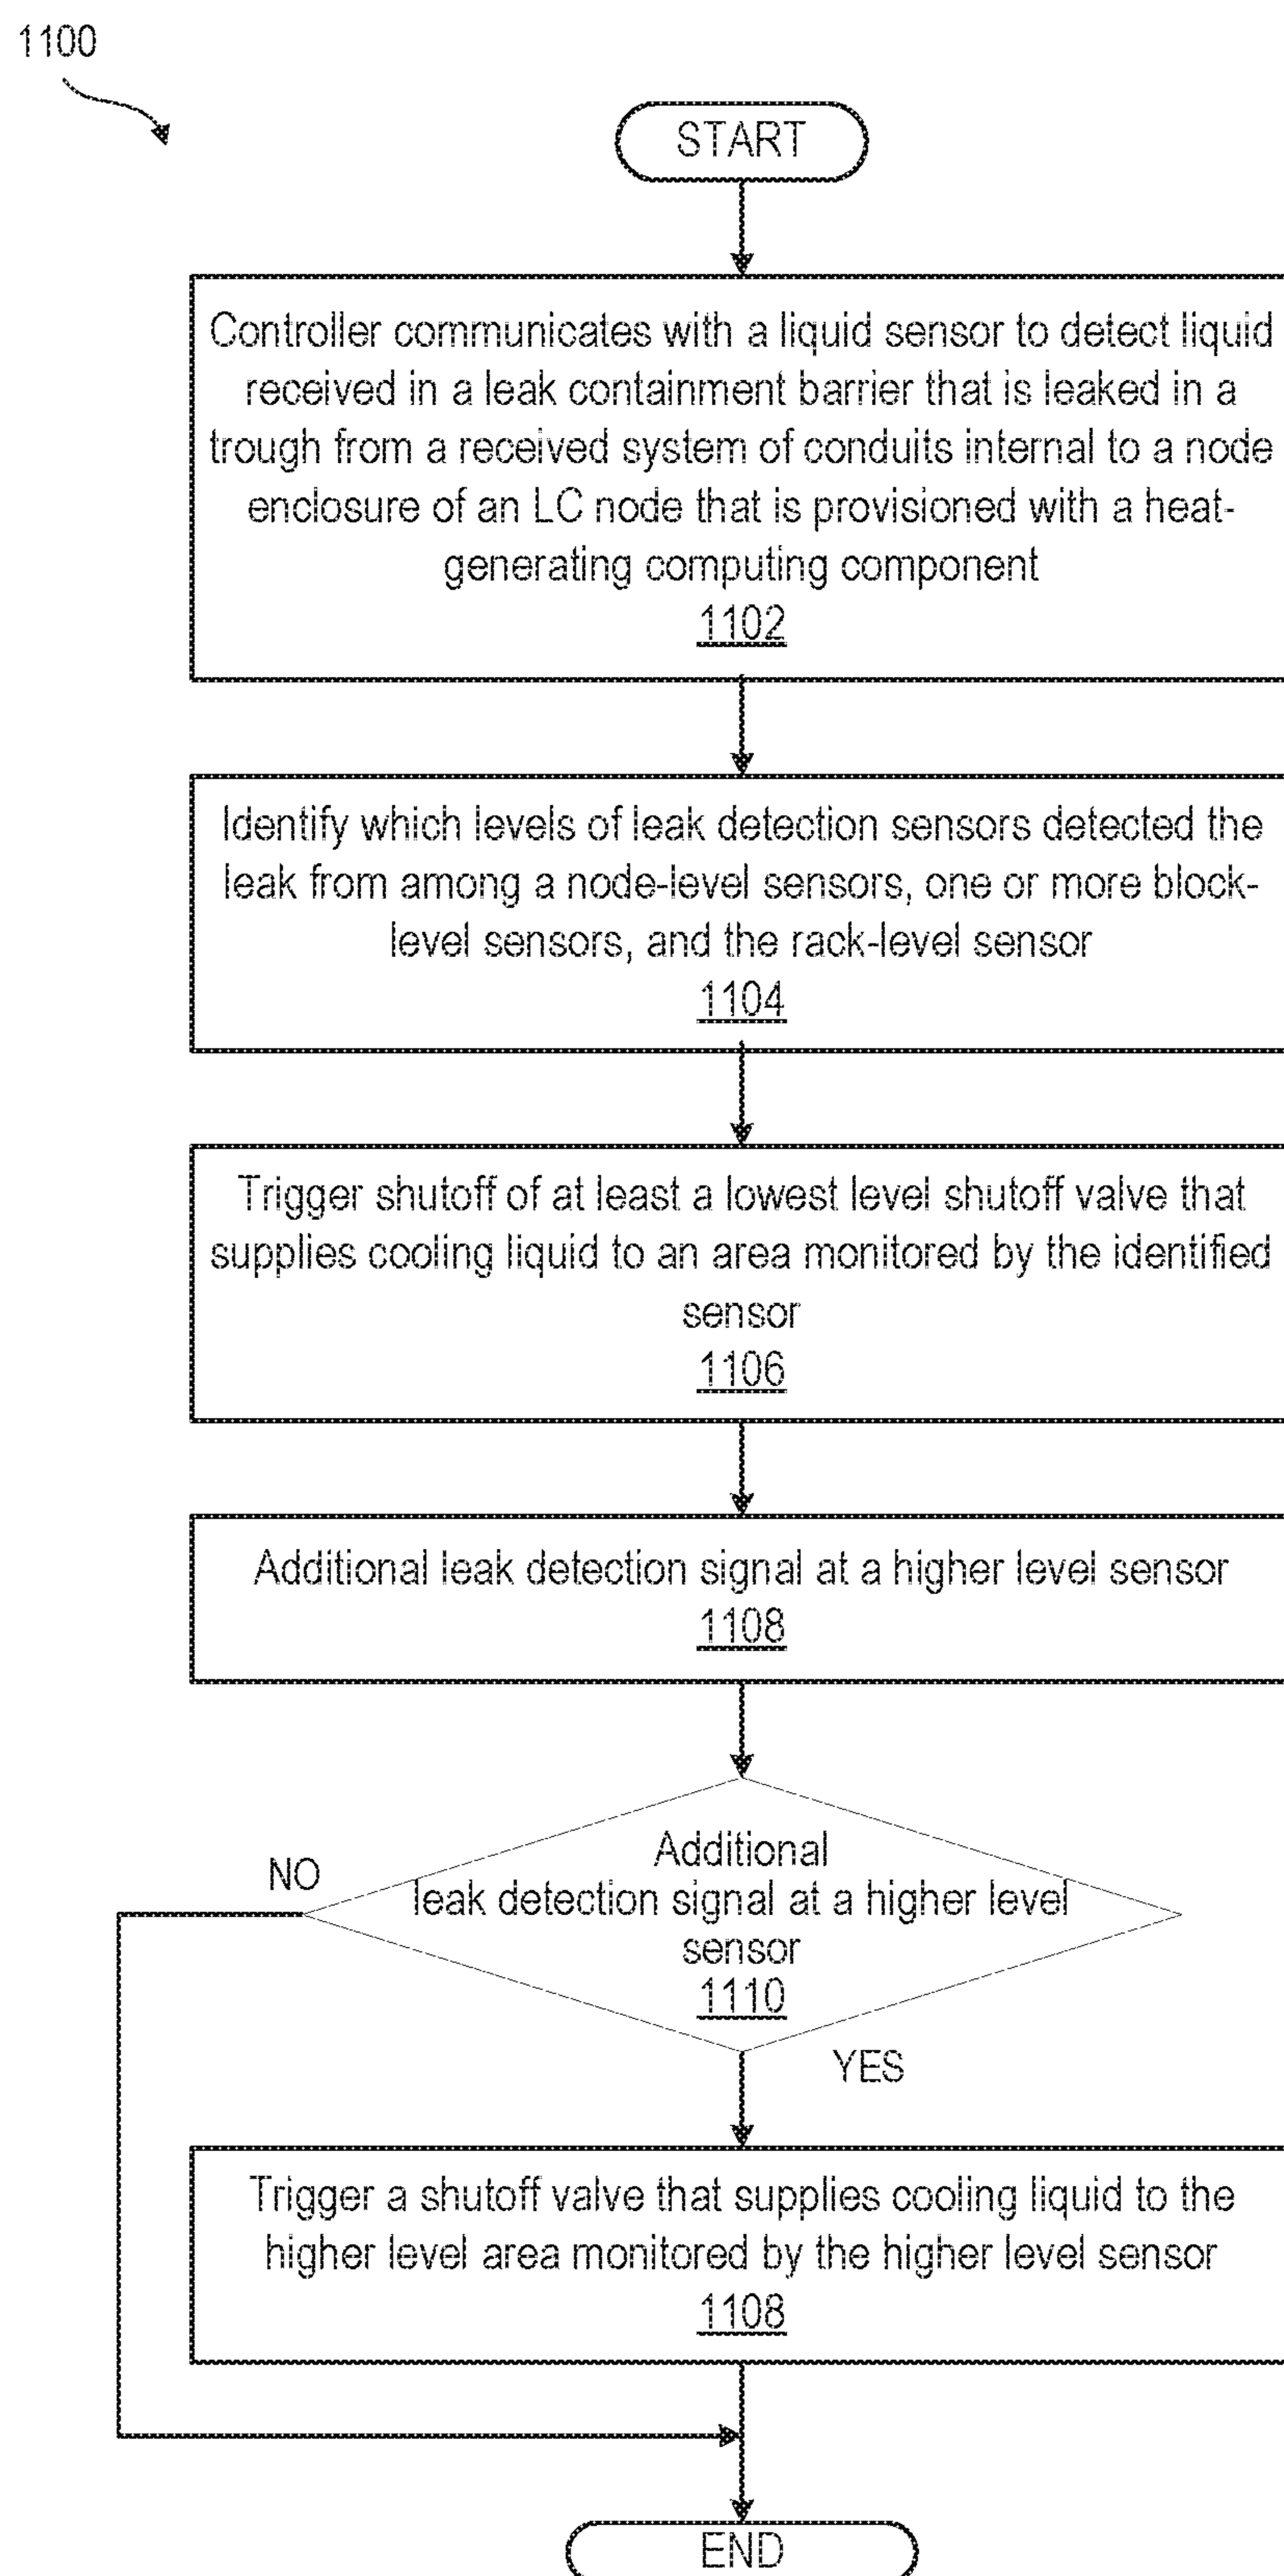 1100
START
Controller communicates with a liquid sensor to detect liquid
received in a leak containment barrier that is leaked in a
trough from a received system of conduits internal to a node
enclosure of an LC node that is provisioned with a heat-
generating computing component
1102
Identify which levels of leak detection sensors detected the
leak from among a node-level sensors, one or more block-
level sensors, and the rack-level sensor
1104
Trigger shutoff of at least a lowest level shutoff valve that
supplies cooling liquid to an area monitored by the identified
sensor
1106
Additional leak detection signal at a higher level sensor
1108
Additional
leak detection signal at a higher level
sensor
1110
NO
YES
Trigger a shutoff valve that supplies cooling liquid to the
higher level area monitored by the higher level sensor
1108
END